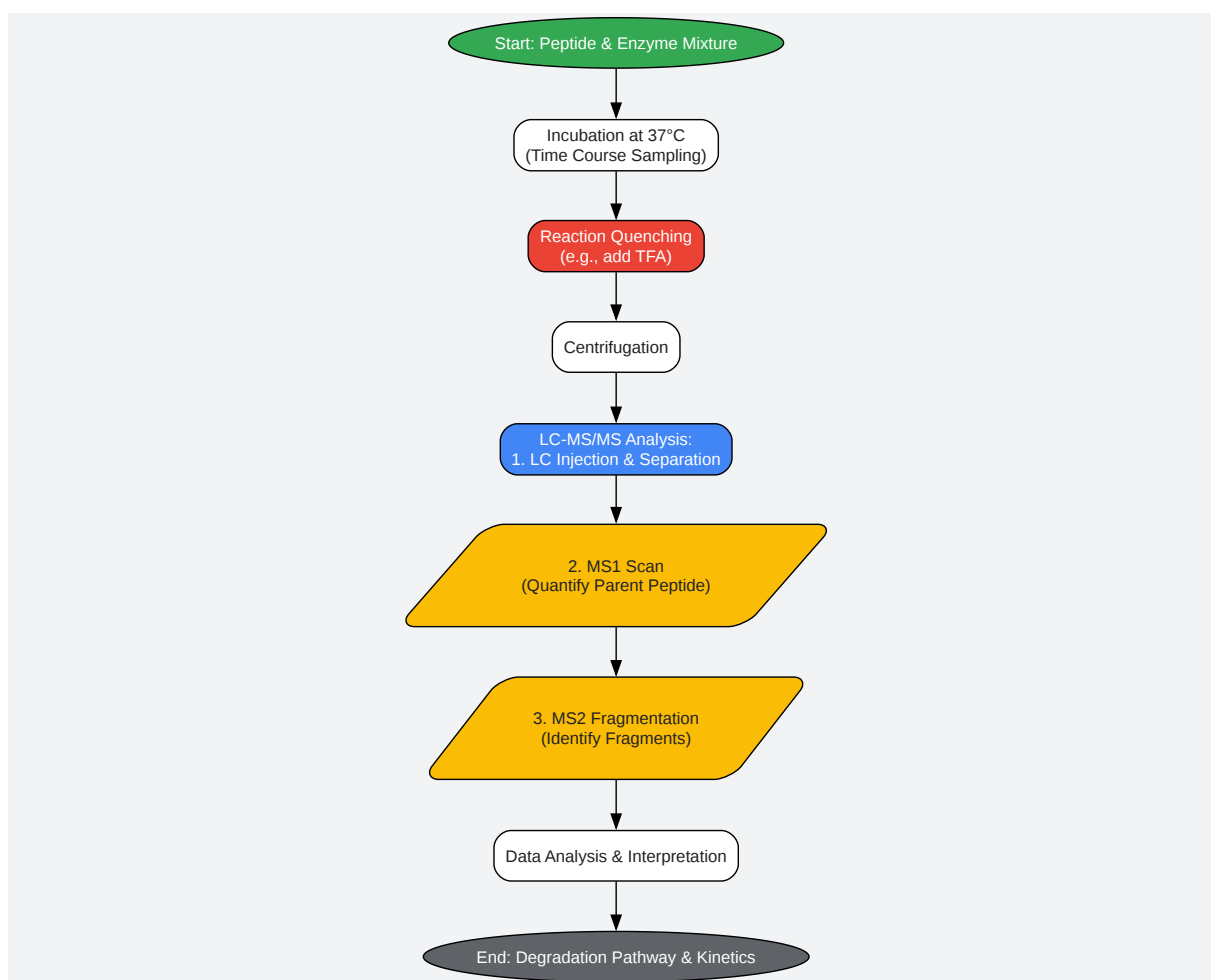 Start: Peptide & Enzyme Mixture
Incubation at 37°C
(Time Course Sampling)
Reaction Quenching
(e.g., add TFA)
Centrifugation
LC-MS/MS Analysis:
1. LC Injection & Separation
2. MS1 Scan
(Quantify Parent Peptide)
3. MS2 Fragmentation
(Identify Fragments)
Data Analysis & Interpretation
End: Degradation Pathway & Kinetics